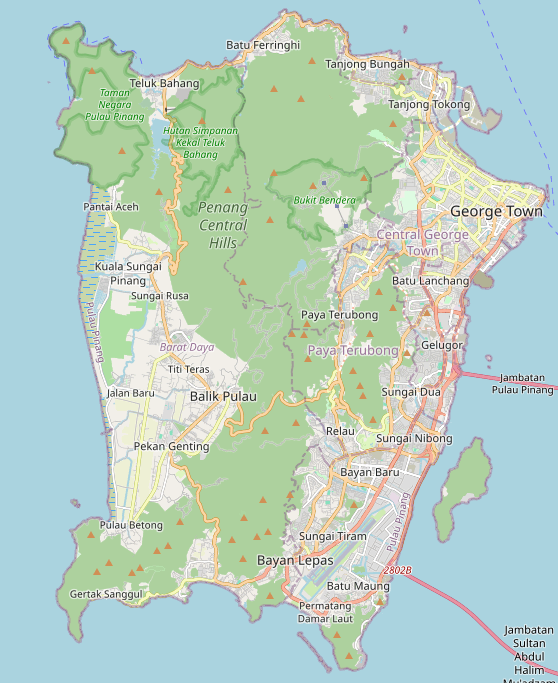 Batu Ferringhi
Tanjong Bungah
Teluk Bahang
Taman
Negara
Pulau Pinang
Tanjong Tokong
Hutan Simpanan
Kekal Teluk
Bahang
Bukit Bendera
Pantai Aceh
Penang
Central
Hills
George Town
Central George
Town
Kuala Sungai
Pinang
Batu Lanchang
Sungai Rusa
Paya Terubong
Pulau Pinang
Barat Daya
Paya Terubong
Gelugor
Titi Teras
Jambatan
Pulau Pinang
Jalan Baru
Balik Pulau
Sungai Dua
Relau
Sungai Nibong
Pekan Genting
Bayan Baru
Pulau Pinang
Pulau Betong
Sungai Tiram
Bayan Lepas
2802B
Batu Maung
Gertak Sanggul
Permatang
Damar Laut
Jambatan
Sultan
Abdul
Halim
Mu'adzam